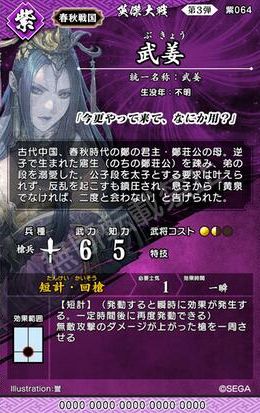 紫
春秋戦国
英傑大戦
第3弾
紫064
ぶきょう
武姜
統一名称：武姜
生没年：不明
“今更やって来て、なにか用？”
古代中国、春秋時代の鄭の君主・鄭荘公の母。逆
子で生まれた寤生（のちの鄭荘公）を疎み、弟の
段を溺愛した。公子段を太子とする要求は叶えら
れず、反乱を起こすも鎮圧され、息子から「黄泉
でなければ、二度と会わない」と告げられた。
兵種 武力 知力 武将コスト
槍兵 6 5 特技
たんけい・かいそう
短計・回槍
必要士気
1
効果時間
一瞬
効果範囲
【短計】（発動すると瞬時に効果が発生す
る。一定時間後に再度発動できる）
無敵攻撃のダメージが上がった槍を一周さ
せる
Illustration:獵
©SEGA
0000-0000-0000-0000-0000